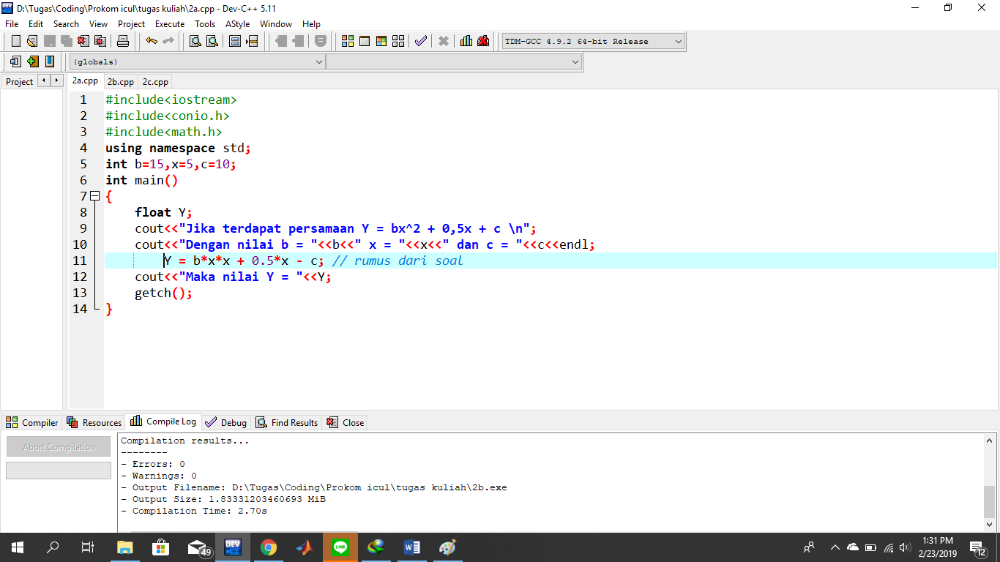 D:\Tugas\Coding\Prokom icul\tugas kuliah\2a.cpp - Dev-C++ 5.11
File Edit Search View Project Execute Tools AStyle Window Help
TDM-GCC 4.9.2 64-bit Release
(globals)
Project 2a.cpp 2b.cpp 2c.cpp
1 #include<iostream>
2 #include<conio.h>
3 #include<math.h>
4 using namespace std;
5 int b=15,x=5,c=10;
6 int main()
7 {
8 float Y;
9 cout<<"Jika terdapat persamaan Y = bx^2 + 0,5x + c \n";
10 cout<<"Dengan nilai b = "<<b<<" x = "<<x<<" dan c = "<<c<<endl;
11 Y = b*x*x + 0.5*x - c; // rumus dari soal
12 cout<<"Maka nilai Y = "<<Y;
13 getch();
14 }
Compiler Resources Compile Log Debug Find Results Close
Abort Compilation
Compilation results...
--------
- Errors: 0
- Warnings: 0
- Output Filename: D:\Tugas\Coding\Prokom icul\tugas kuliah\2b.exe
- Output Size: 1.83331203460693 MiB
- Compilation Time: 2.70s
49
DEV
LINE
1:31 PM
2/23/2019
12